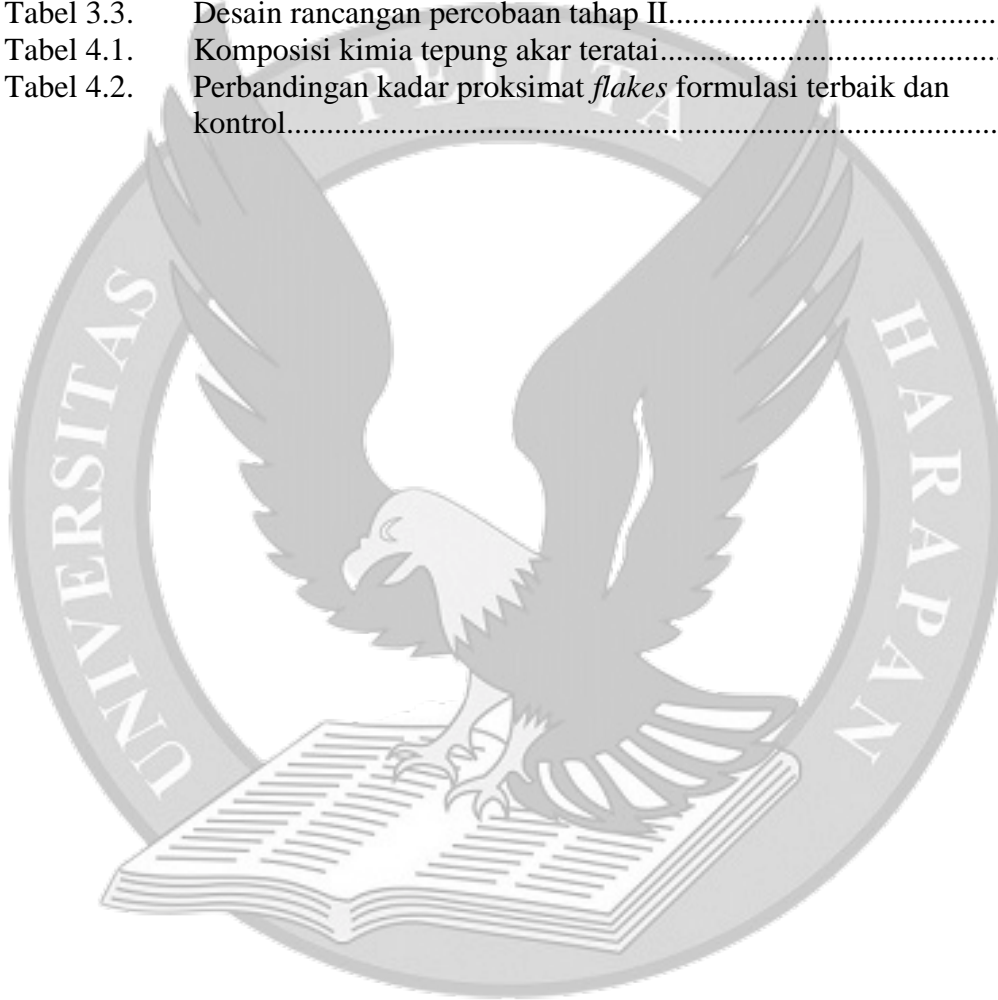 Tabel 3.3. Desain rancangan percobaan tahap II.......................................
Tabel 4.1. Komposisi kimia tepung akar teratai.........................................
Tabel 4.2. Perbandingan kadar proksimat flakes formulasi terbaik dan
kontrol........................................................................................
UNIVERSITAS PELITA HARAPAN